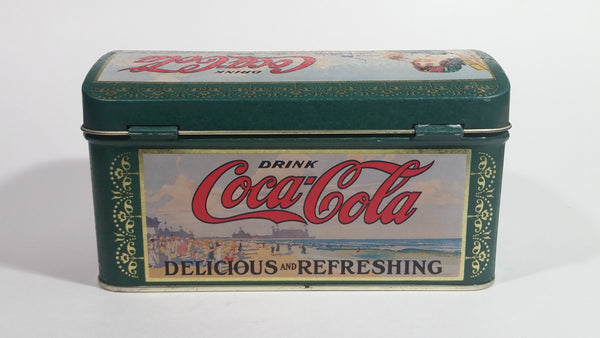 DRINK
Coca-Cola
DRINK
Coca-Cola
DELICIOUS AND REFRESHING